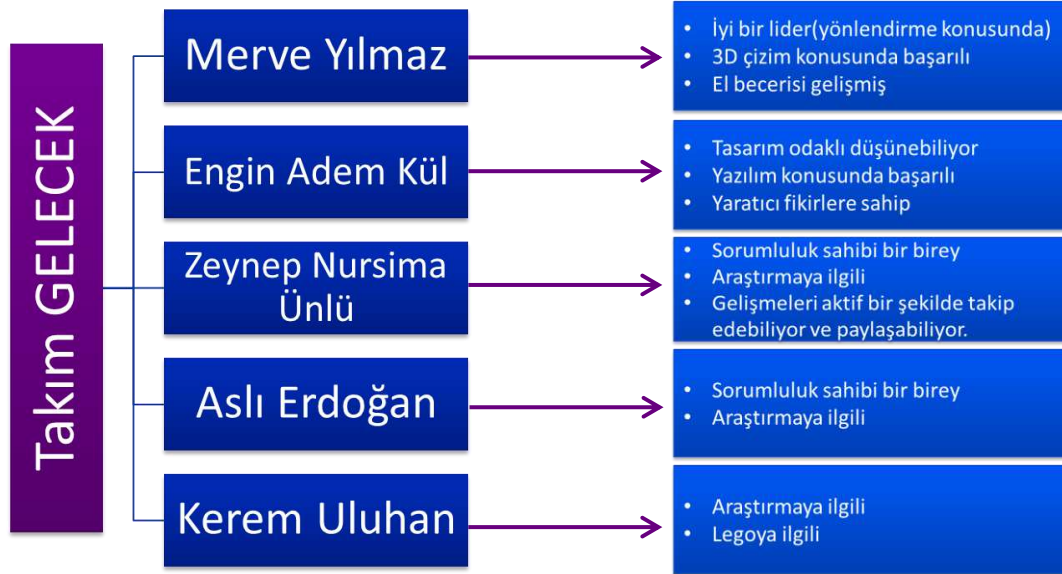 Takım GELECEK
Merve Yılmaz
• İyi bir lider(yönlendirme konusunda)
• 3D çizim konusunda başarılı
• El becerisi gelişmiş
Engin Adem Kül
• Tasarım odaklı düşünebiliyor
• Yazılım konusunda başarılı
• Yaratıcı fikirlere sahip
Zeynep Nursima
Ünlü
• Sorumluluk sahibi bir birey
• Araştırmaya ilgili
• Gelişmeleri aktif bir şekilde takip
edebiliyor ve paylaşabiliyor.
Aslı Erdoğan
• Sorumluluk sahibi bir birey
• Araştırmaya ilgili
Kerem Uluhan
• Araştırmaya ilgili
• Legoya ilgili